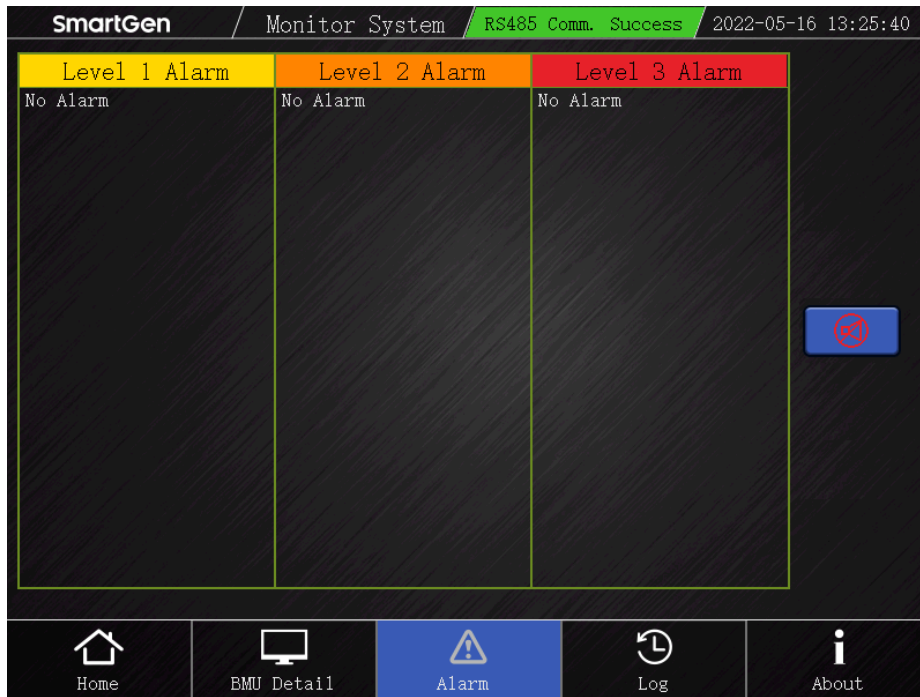 SmartGen Monitor System RS485 Comm. Success 2022-05-16 13:25:40
Level 1 Alarm Level 2 Alarm Level 3 Alarm
No Alarm No Alarm No Alarm
Home BMU Detail Alarm Log About